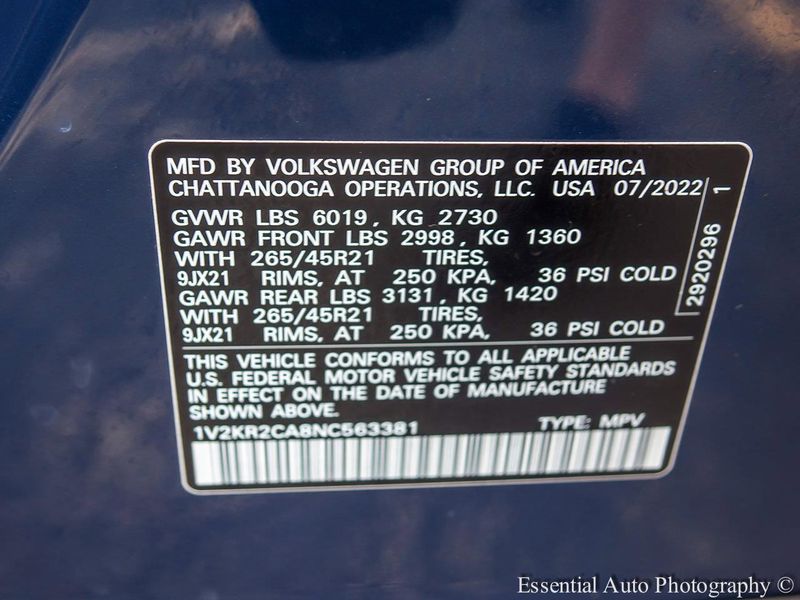 MFD BY VOLKSWAGEN GROUP OF AMERICA
CHATTANOOGA OPERATIONS, LLC. USA 07/2022
GVWR LBS 6019, KG 2730
GAWR FRONT LBS 2998, KG 1360
WITH 265/45R21 TIRES,
9JX21 RIMS, AT 250 KPA, 36 PSI COLD
GAWR REAR LBS 3131, KG 1420
WITH 265/45R21 TIRES,
9JX21 RIMS, AT 250 KPA, 36 PSI COLD
2920296 1
THIS VEHICLE CONFORMS TO ALL APPLICABLE
U.S. FEDERAL MOTOR VEHICLE SAFETY STANDARDS
IN EFFECT ON THE DATE OF MANUFACTURE
SHOWN ABOVE.
1V2KR2CA8NC563381 TYPE: MPV
Essential Auto Photography ©